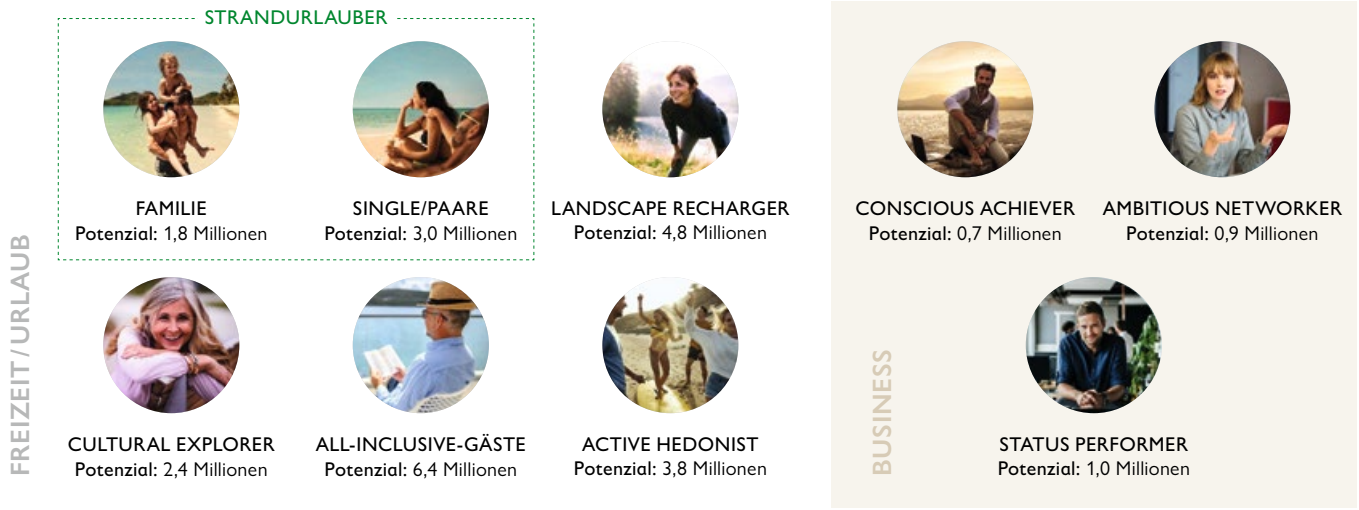 STRANDURLAUBER
FAMILIE
Potenzial: 1,8 Millionen
SINGLE/PAARE
Potenzial: 3,0 Millionen
LANDSCAPE RECHARGER
Potenzial: 4,8 Millionen
CULTURAL EXPLORER
Potenzial: 2,4 Millionen
ALL-INCLUSIVE-GÄSTE
Potenzial: 6,4 Millionen
ACTIVE HEDONIST
Potenzial: 3,8 Millionen
FREIZEIT / URLAUB
CONSCIOUS ACHIEVER
Potenzial: 0,7 Millionen
AMBITIOUS NETWORKER
Potenzial: 0,9 Millionen
STATUS PERFORMER
Potenzial: 1,0 Millionen
BUSINESS